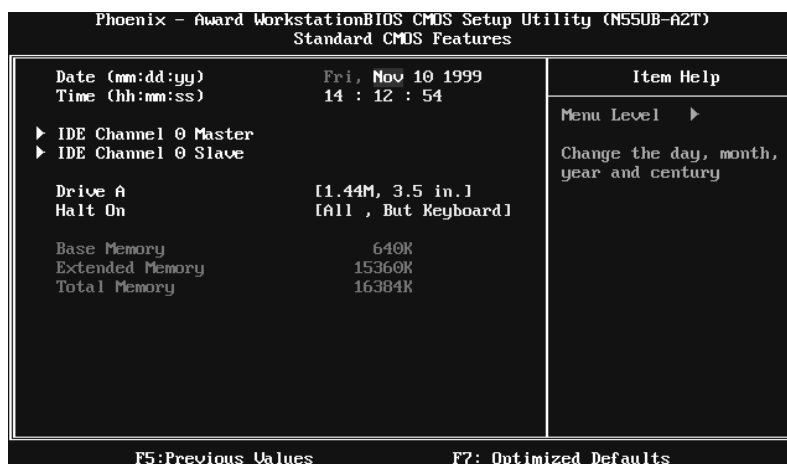 Phoenix - Award WorkstationBIOS CMOS Setup Utility (N55UB-A2T)
Standard CMOS Features
Date (mm:dd:yy) Fri, Nov 10 1999
Time (hh:mm:ss) 14 : 12 : 54
IDE Channel 0 Master
IDE Channel 0 Slave
Drive A [1.44M, 3.5 in.]
Halt On [All , But Keyboard]
Base Memory 640K
Extended Memory 15360K
Total Memory 16384K
Item Help
Menu Level
Change the day, month,
year and century
F5:Previous Values F7: Optimized Defaults